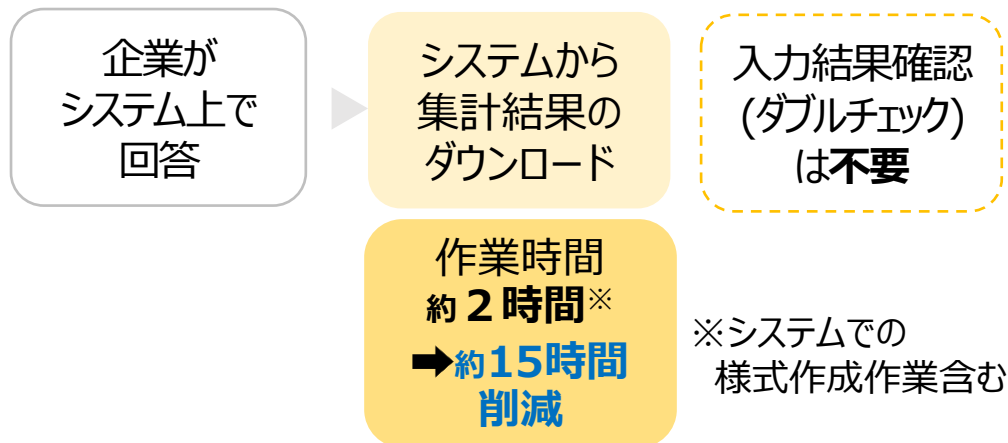 企業が
システム上で
回答
システムから
集計結果の
ダウンロード
入力結果確認
(ダブルチェック)
は不要
作業時間
約２時間※
➡約15時間
削減
※システムでの
様式作成作業含む